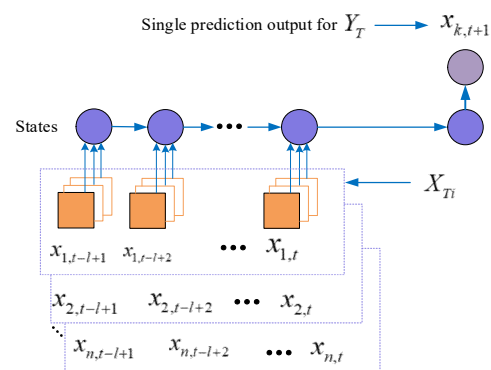 Single prediction output for Y_T → x_{k,t+1}
States
X_{Ti}
x_{1,t-l+1} x_{1,t-l+2} ••• x_{1,t}
x_{2,t-l+1} x_{2,t-l+2} ••• x_{2,t}
x_{n,t-l+1} x_{n,t-l+2} ••• x_{n,t}